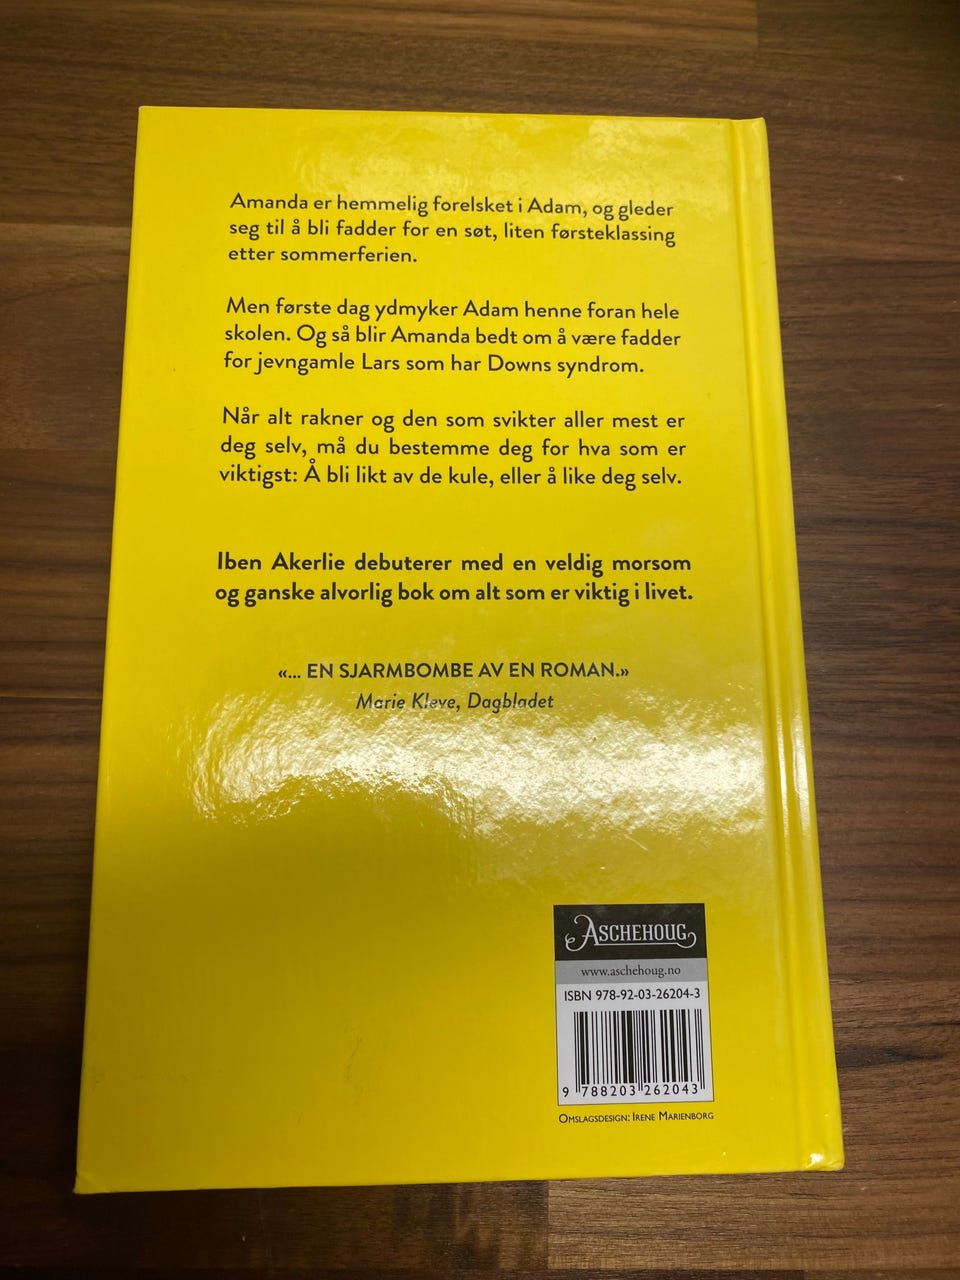 Amanda er hemmelig forelsket i Adam, og gleder
seg til å bli fadder for en søt, liten førsteklassing
etter sommerferien.
Men første dag ydmyker Adam henne foran hele
skolen. Og så blir Amanda bedt om å være fadder
for jevngamle Lars som har Downs syndrom.
Når alt rakner og den som svikter aller mest er
deg selv, må du bestemme deg for hva som er
viktigst: Å bli likt av de kule, eller å like deg selv.
Iben Akerlie debuterer med en veldig morsom
og ganske alvorlig bok om alt som er viktig i livet.
«... EN SJARMBOMBE AV EN ROMAN.»
Marie Kleve, Dagbladet
ASCHEHOUG
www.aschehoug.no
ISBN 978-92-03-26204-3
9 788203 262043
OMSLAGSDESIGN: IRENE MARIENBORG